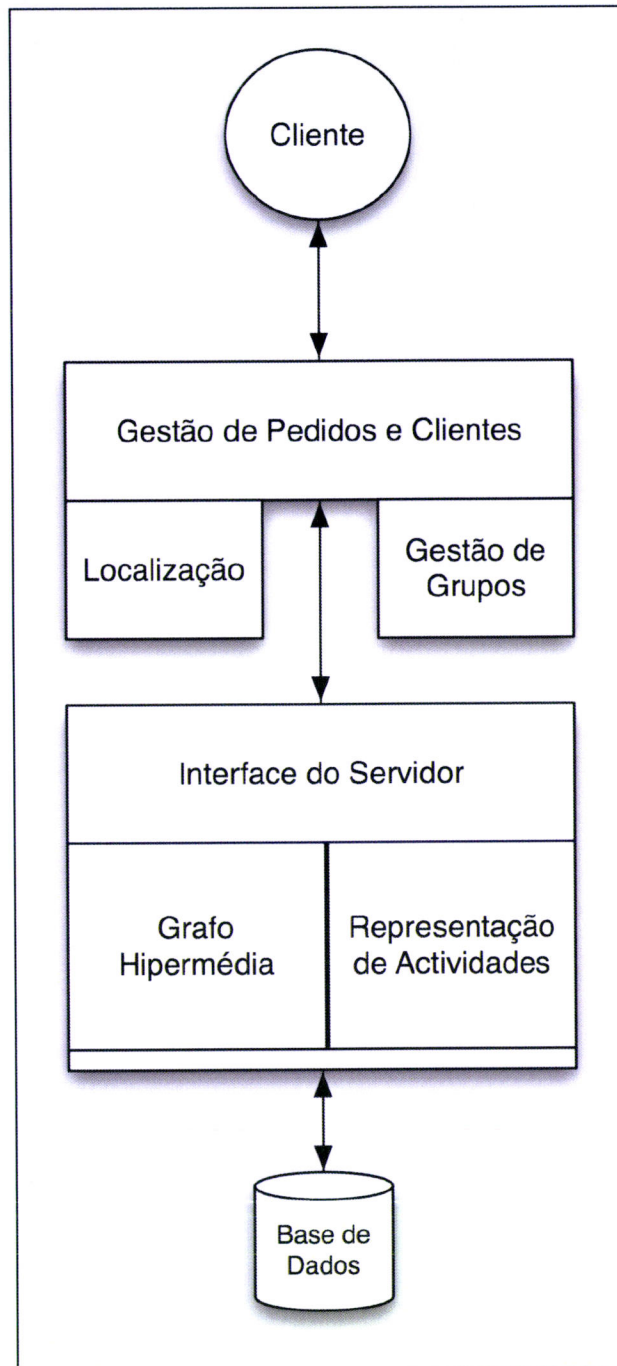 Cliente
Gestão de Pedidos e Clientes
Localização
Gestão de
Grupos
Interface do Servidor
Grafo
Hipermédia
Representação
de Actividades
Base de
Dados